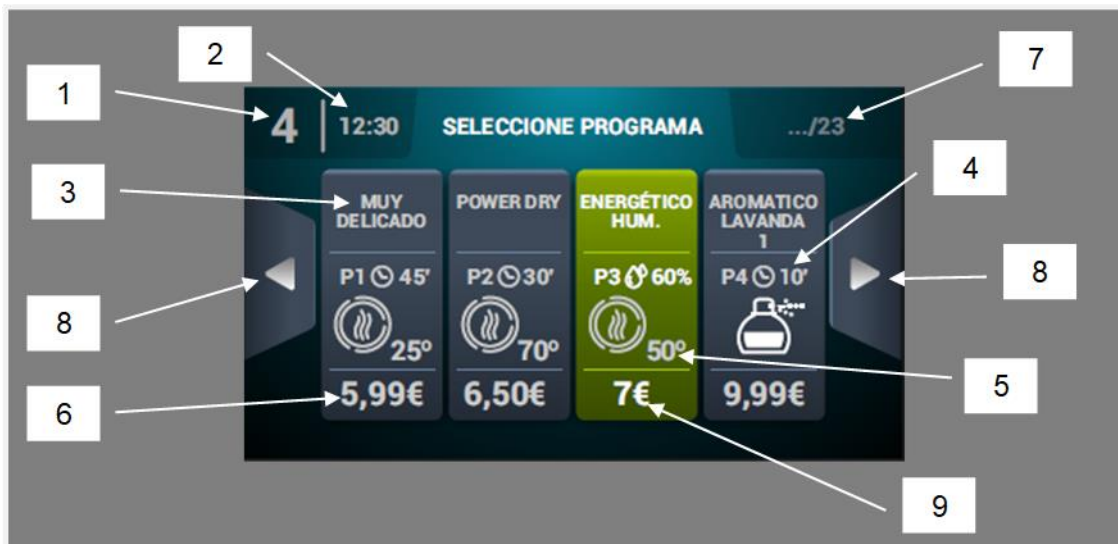 2
7
1
4 12:30 SELECCIONE PROGRAMA .../23
3
4
MUY DELICADO
POWER DRY
ENERGÉTICO HUM.
AROMATICO LAVANDA 1
P1 45'
P2 30'
P3 60%
P4 10'
8
8
25º
70º
50º
5
6
5,99€
6,50€
7€
9,99€
9